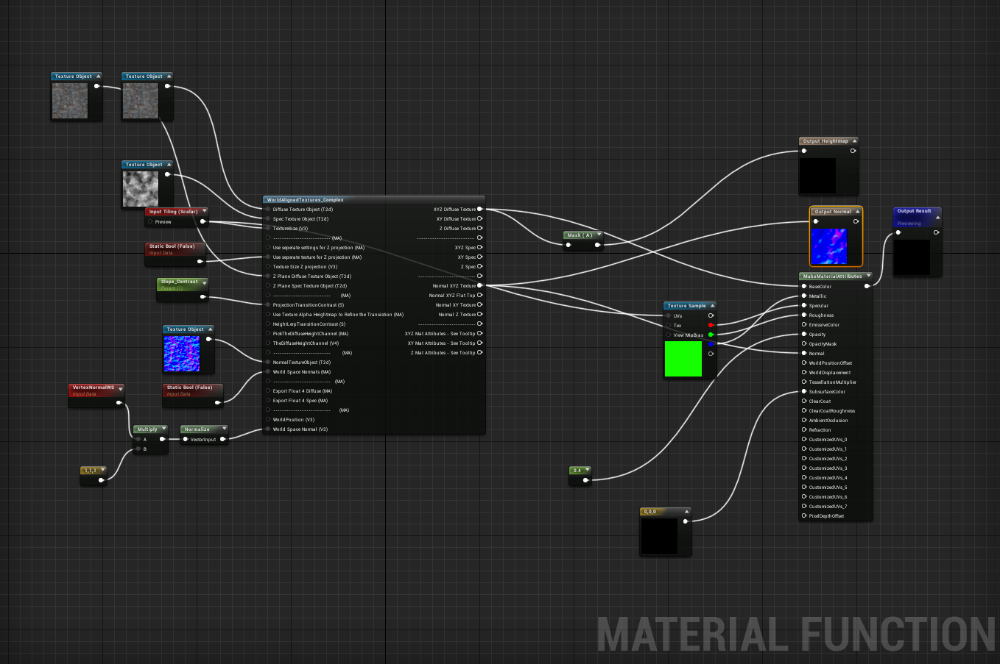 Texture Object
Texture Object
Texture Object
Input Tiling (Scalar)
Preview
Static Bool (False)
Input Data
Slope_Contrast
Param (1)
Texture Object
VertexNormalWS
Input Data
Static Bool (False)
Input Data
Multiply
A
B
Normalize
VectorInput
1,1,1
WorldAlignedTextures_Complex
Diffuse Texture Object (T2d)
Spec Texture Object (T2d)
TextureSize (V3)
-------------------------- (MA)
Use seperate settings for Z projection (MA)
Use seperate texture for Z projection (MA)
Texture Size Z projection (V3)
Z Plane Diffuse Texture Object (T2d)
Z Plane Spec Texture Object (T2d)
-------------------------- (MA)
ProjectionTransitionContrast (S)
Use Texture Alpha Heightmap to Refine the Transistion (MA)
HeightLerpTransitionContrast (S)
PickTheDiffuseHeightChannel (MA)
TheDiffuseHeightChannel (V4)
-------------------------- (MA)
NormalTextureObject (T2d)
World Space Normals (MA)
-------------------------- (MA)
Export Float 4 Diffuse (MA)
Export Float 4 Spec (MA)
-------------------------- (MA)
WorldPosition (V3)
World Space Normal (V3)
XYZ Diffuse Texture
XY Diffuse Texture
Z Diffuse Texture
--------------------------
XYZ Spec
XY Spec
Z Spec
--------------------------
Normal XYZ Texture
Normal XYZ Flat Top
Normal XY Texture
Normal Z Texture
--------------------------
XYZ Mat Attributes - See Tooltip
XY Mat Attributes - See Tooltip
Z Mat Attributes - See Tooltip
Mask ( A )
Texture Sample
UVs
Tex
View MipBias
0.4
0,0,0
Output Heightmap
Output Normal
Output Result
Previewing
MakeMaterialAttributes
BaseColor
Metallic
Specular
Roughness
EmissiveColor
Opacity
OpacityMask
Normal
WorldPositionOffset
WorldDisplacement
TessellationMultiplier
SubsurfaceColor
ClearCoat
ClearCoatRoughness
AmbientOcclusion
Refraction
CustomizedUVs_0
CustomizedUVs_1
CustomizedUVs_2
CustomizedUVs_3
CustomizedUVs_4
CustomizedUVs_5
CustomizedUVs_6
CustomizedUVs_7
PixelDepthOffset
MATERIAL FUNCTION